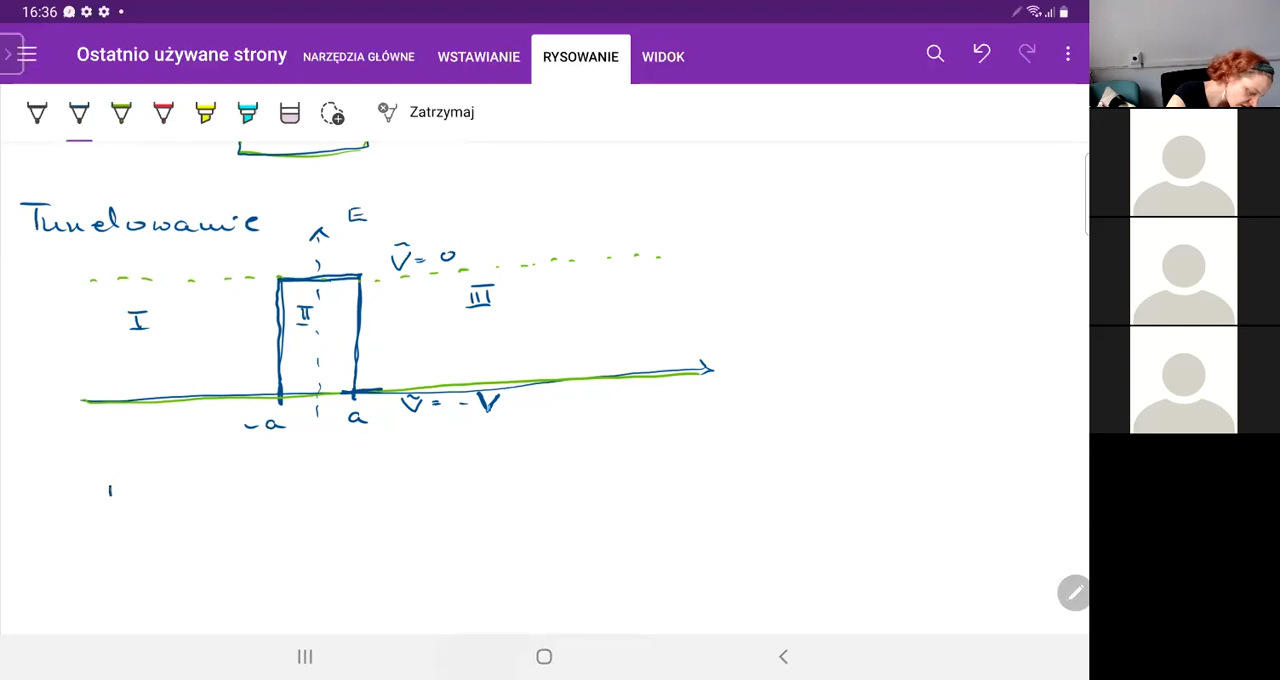 16:36
Ostatnio używane strony NARZĘDZIA GŁÓWNE WSTAWIANIE RYSOWANIE WIDOK
Zatrzymaj
Tunelowanie
E
Ṽ = 0
I
II
III
-a
a
Ṽ = - V